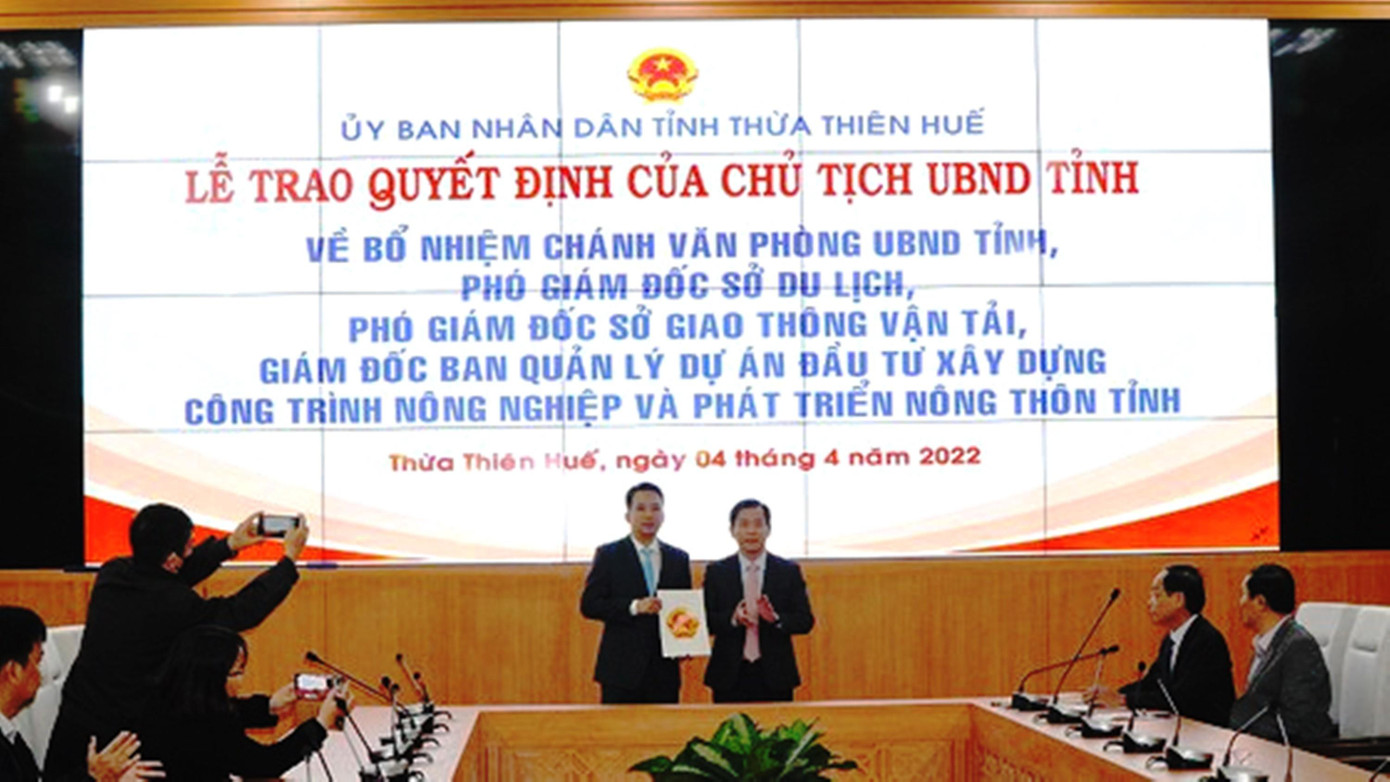 ỦY BAN NHÂN DÂN TỈNH THỪA THIÊN HUẾ
LỄ TRAO QUYẾT ĐỊNH CỦA CHỦ TỊCH UBND TỈNH
VỀ BỔ NHIỆM CHÁNH VĂN PHÒNG UBND TỈNH,
PHÓ GIÁM ĐỐC SỞ DU LỊCH,
PHÓ GIÁM ĐỐC SỞ GIAO THÔNG VẬN TẢI,
GIÁM ĐỐC BAN QUẢN LÝ DỰ ÁN ĐẦU TƯ XÂY DỰNG
CÔNG TRÌNH NÔNG NGHIỆP VÀ PHÁT TRIỂN NÔNG THÔN TỈNH
Thừa Thiên Huế, ngày 04 tháng 4 năm 2022